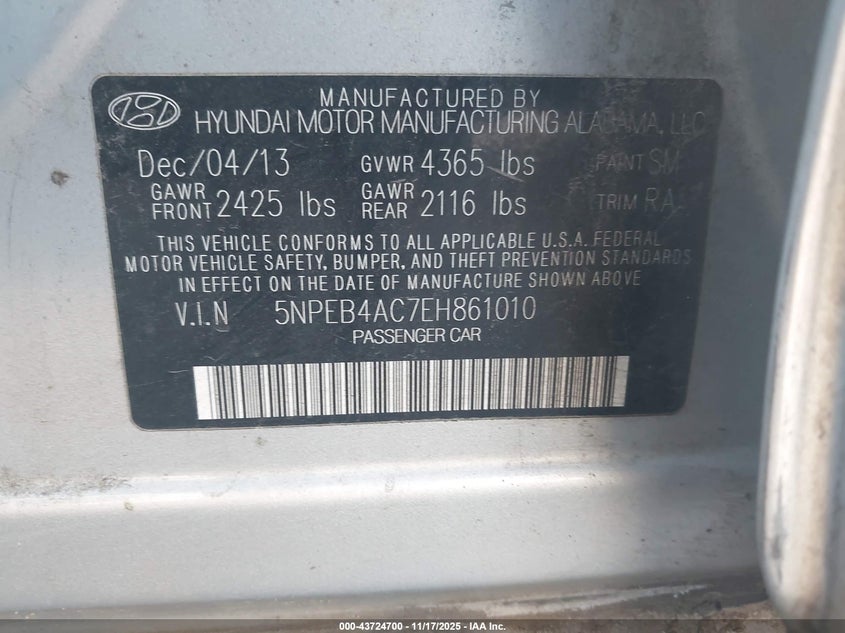 MANUFACTURED BY
HYUNDAI MOTOR MANUFACTURING ALABAMA, LLC
Dec/04/13 GVWR 4365 lbs PAINT SM
GAWR FRONT 2425 lbs GAWR REAR 2116 lbs TRIM RA
THIS VEHICLE CONFORMS TO ALL APPLICABLE U.S.A. FEDERAL
MOTOR VEHICLE SAFETY, BUMPER, AND THEFT PREVENTION STANDARDS
IN EFFECT ON THE DATE OF MANUFACTURE SHOWN ABOVE
V.I.N 5NPEB4AC7EH861010
PASSENGER CAR
000-43724700 - 11/17/2025 - IAA Inc.